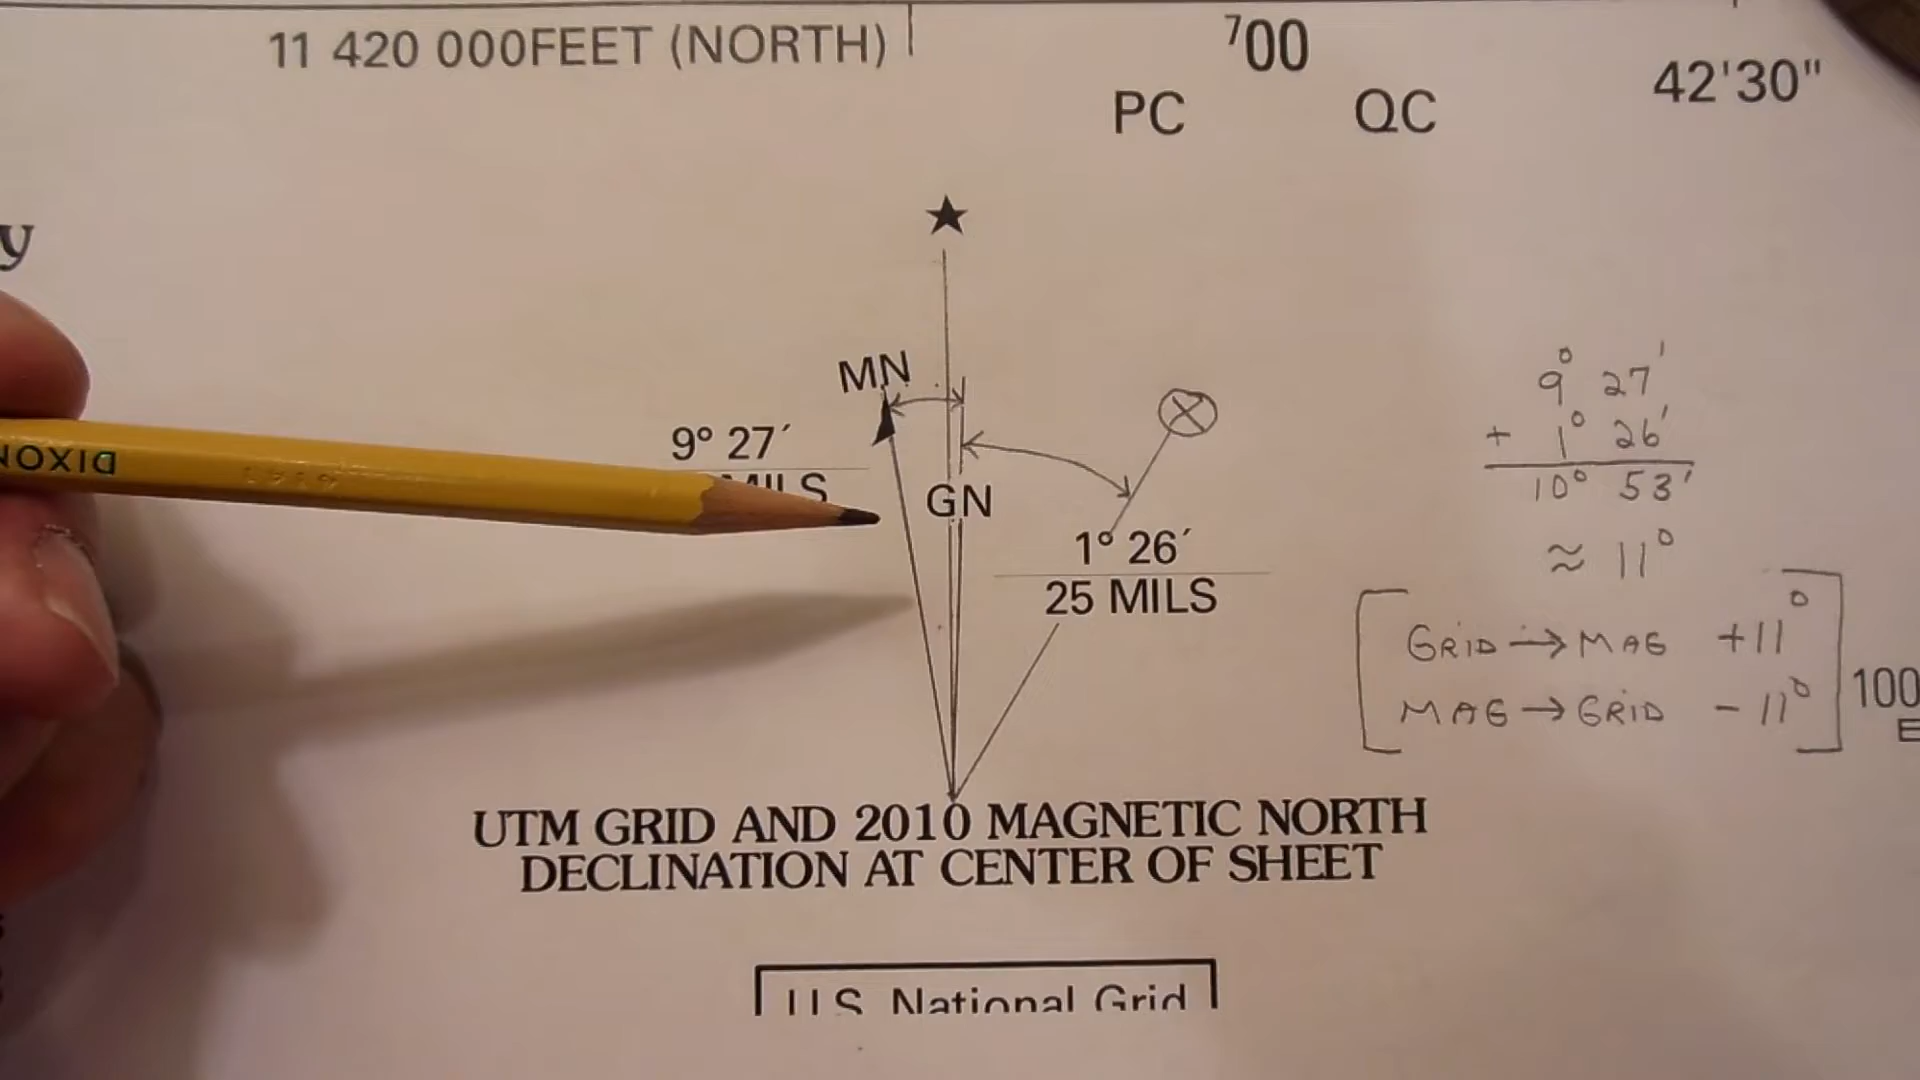 11 420 000FEET (NORTH)
700
PC QC
42'30"
y
MN
9° 27´
MILS
DIXON
GN
1° 26´
25 MILS
9° 27'
+ 1° 26'
10° 53'
≈ 11°
GRID → MAG +11°
MAG → GRID - 11°
100
E
UTM GRID AND 2010 MAGNETIC NORTH
DECLINATION AT CENTER OF SHEET
U.S. National Grid